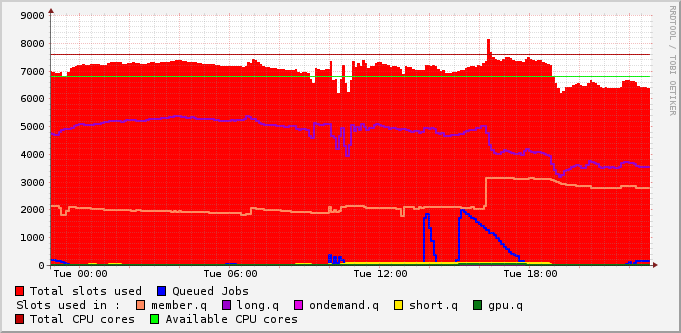 9000
8000
7000
6000
5000
4000
3000
2000
1000
0
Tue 00:00 Tue 06:00 Tue 12:00 Tue 18:00
RRDTOOL / TOBI OETIKER
Total slots used Queued Jobs
Slots used in : member.q long.q ondemand.q short.q gpu.q
Total CPU cores Available CPU cores